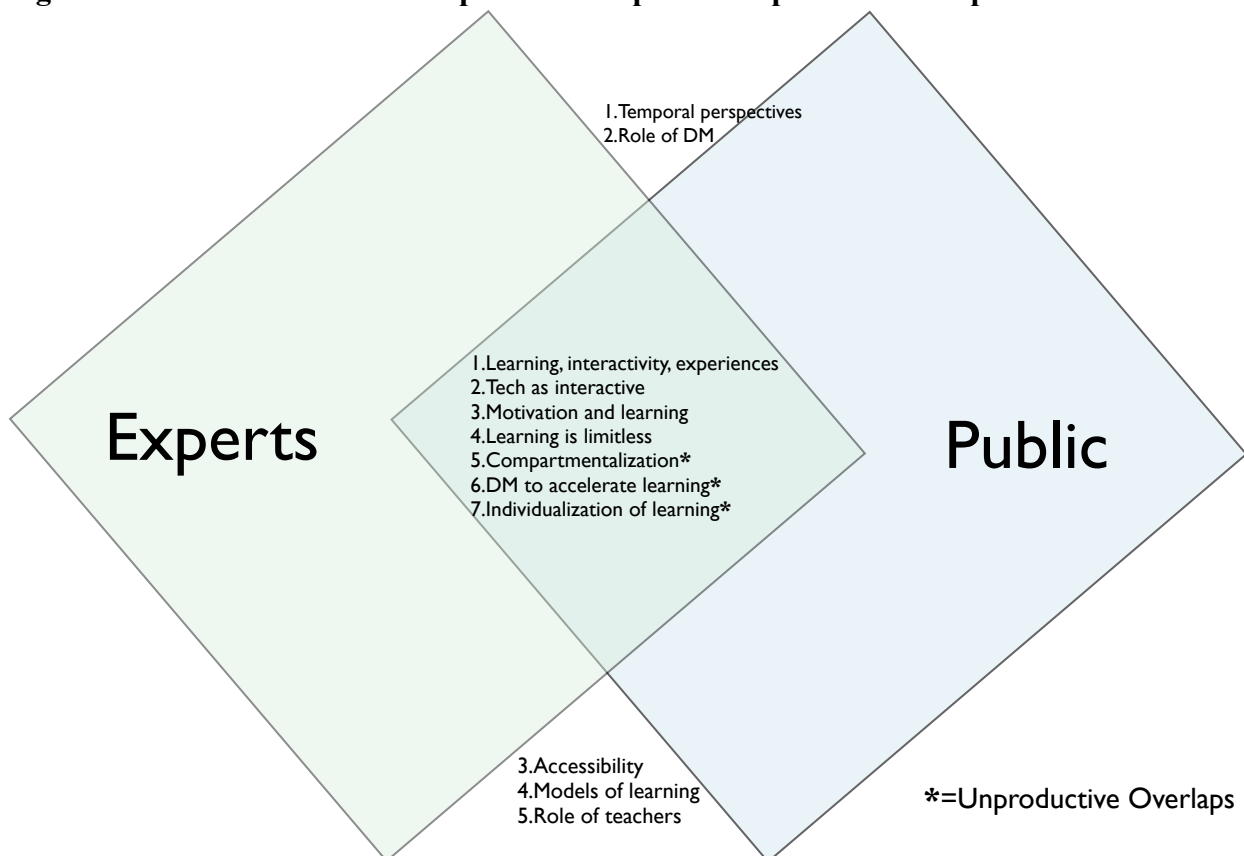 1.Temporal perspectives
2.Role of DM
1.Learning, interactivity, experiences
2.Tech as interactive
3.Motivation and learning
4.Learning is limitless
5.Compartmentalization*
6.DM to accelerate learning*
7.Individualization of learning*
Experts
Public
3.Accessibility
4.Models of learning
5.Role of teachers
*=Unproductive Overlaps